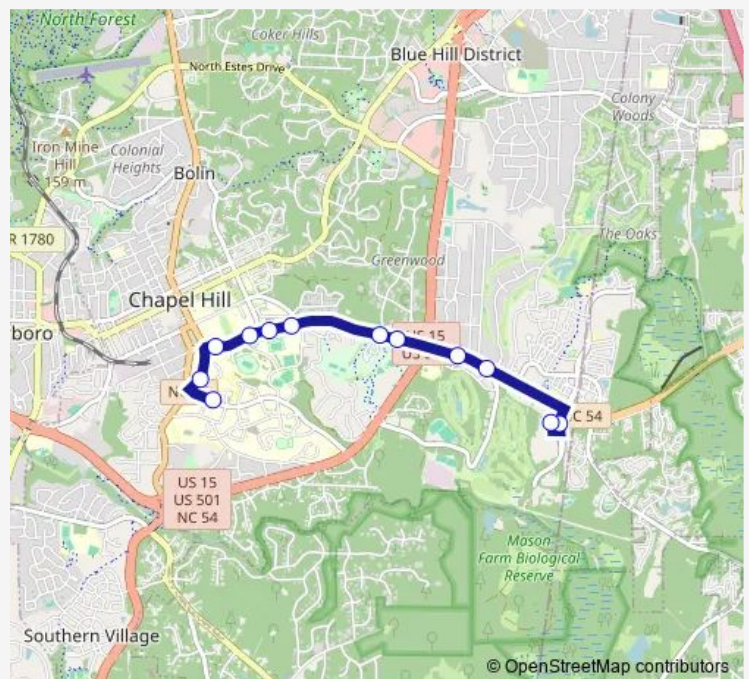 North Forest
Coker Hills
Blue Hill District
North Estes Drive
Colony
Woods
Iron Mine
Hill
159 m
Colonial
Heights
Bolin
R 1780
The Oaks
Greenwood
Chapel Hill
boro
US 15
US
N
C 54
US 15
US 501
NC 54
Mason
Farm Biological
Reserve
Southern Village
© OpenStreetMap contributors